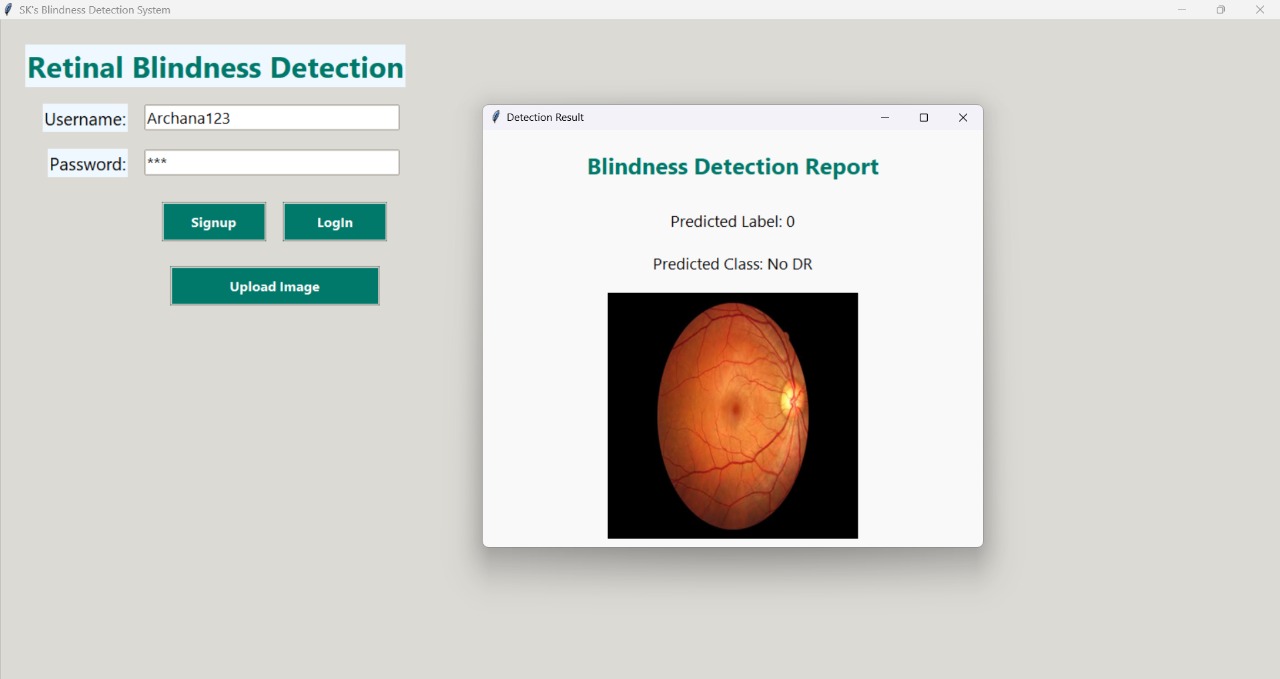 SK's Blindness Detection System
Retinal Blindness Detection
Username: Archana123
Password: ***
Signup LogIn
Upload Image
Detection Result
Blindness Detection Report
Predicted Label: 0
Predicted Class: No DR